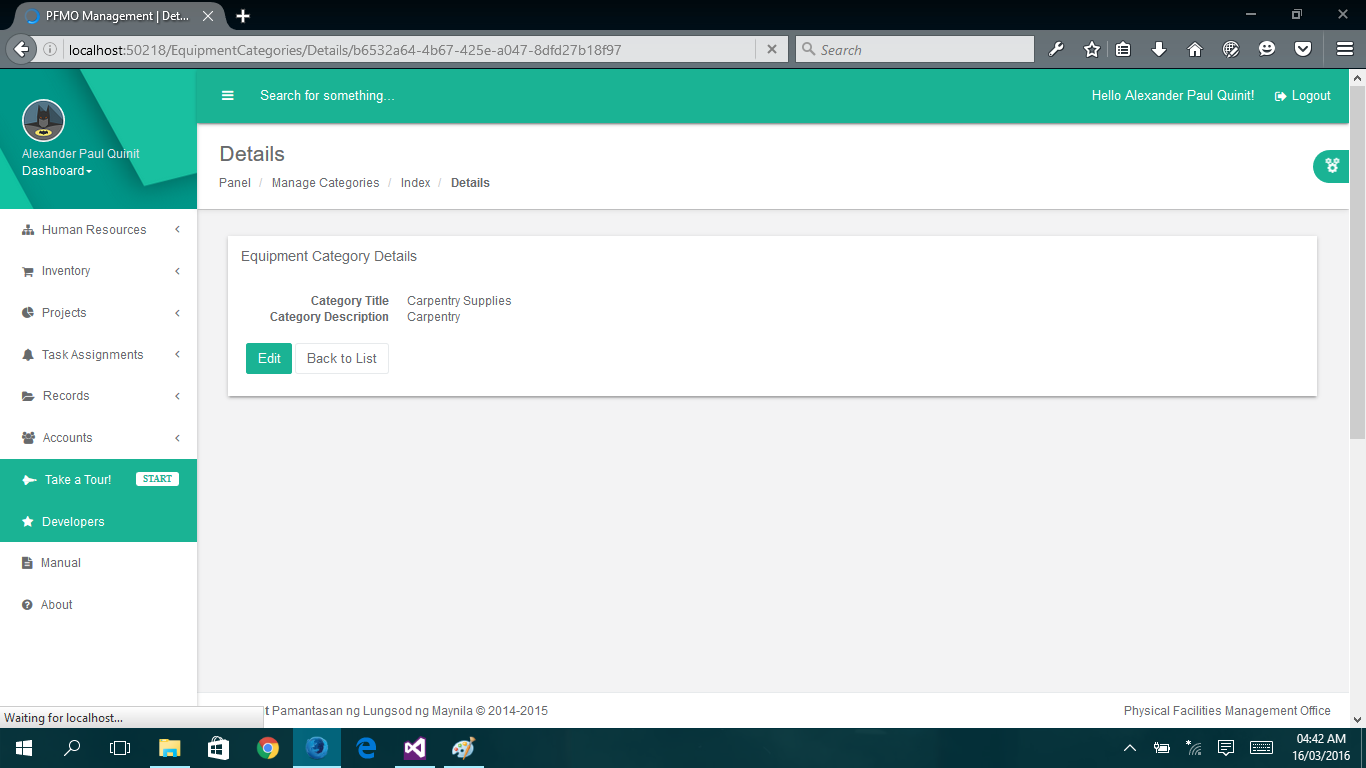 PFMO Management | Det...
localhost:50218/EquipmentCategories/Details/b6532a64-4b67-425e-a047-8dfd27b18f97
Search
Alexander Paul Quinit
Dashboard
Search for something...
Hello Alexander Paul Quinit!
Logout
Details
Panel / Manage Categories / Index / Details
Human Resources
Inventory
Projects
Task Assignments
Records
Accounts
Take a Tour! START
Developers
Manual
About
Equipment Category Details
Category Title Carpentry Supplies
Category Description Carpentry
Edit Back to List
Waiting for localhost...
t Pamantasan ng Lungsod ng Maynila © 2014-2015
Physical Facilities Management Office
04:42 AM
16/03/2016